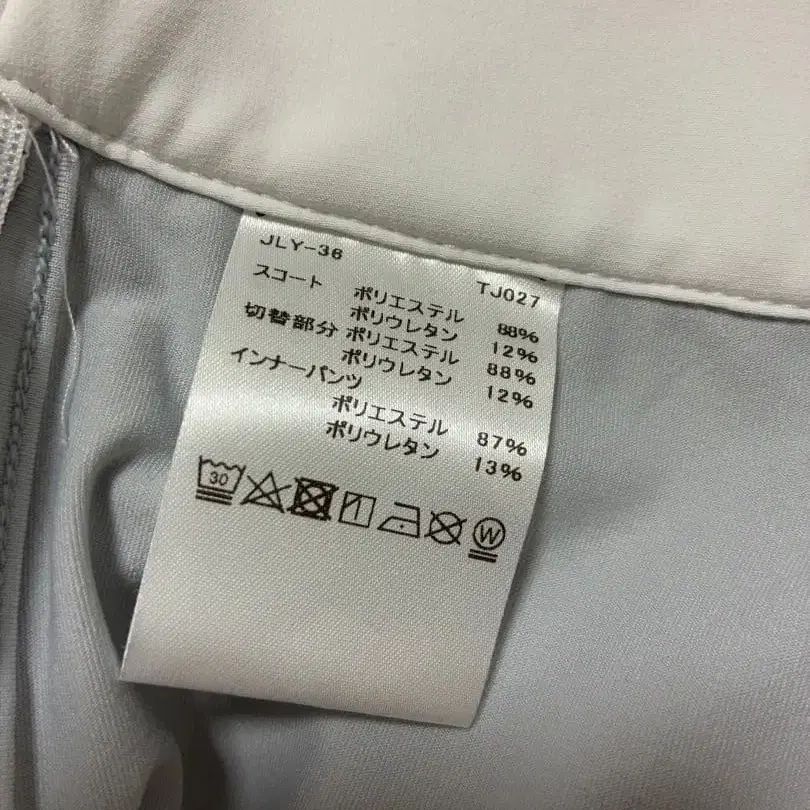 JLY-36 TJ027
スコート ポリエステル 88%
ポリウレタン 12%
切替部分 ポリエステル 88%
ポリウレタン 12%
インナーパンツ
ポリエステル 87%
ポリウレタン 13%
30 W